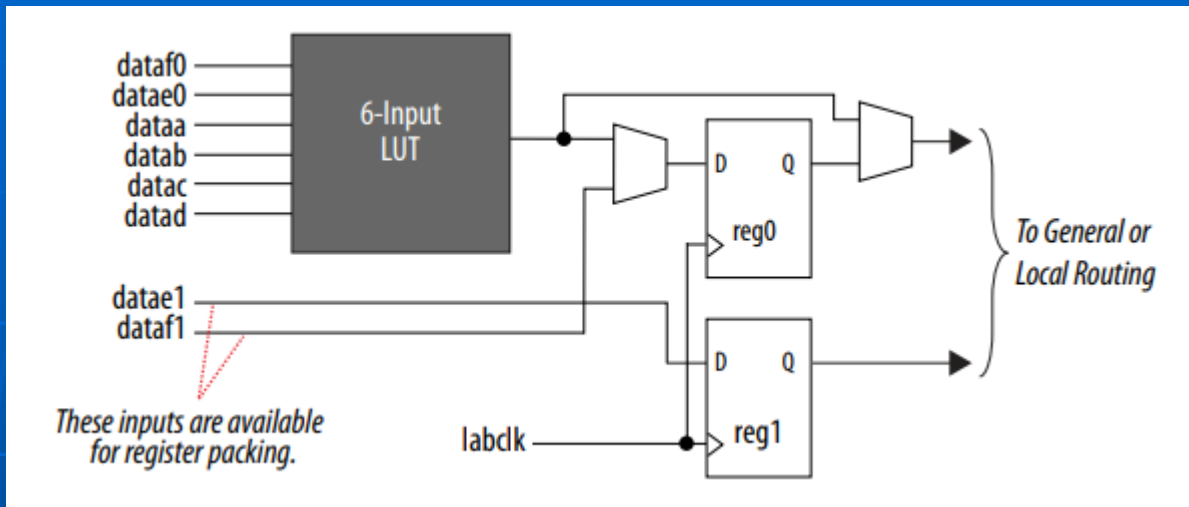 dataf0
datae0
dataa
datab
datac
datad
6-Input
LUT
D Q
reg0
To General or
Local Routing
datae1
dataf1
D Q
reg1
These inputs are available
for register packing.
labclk